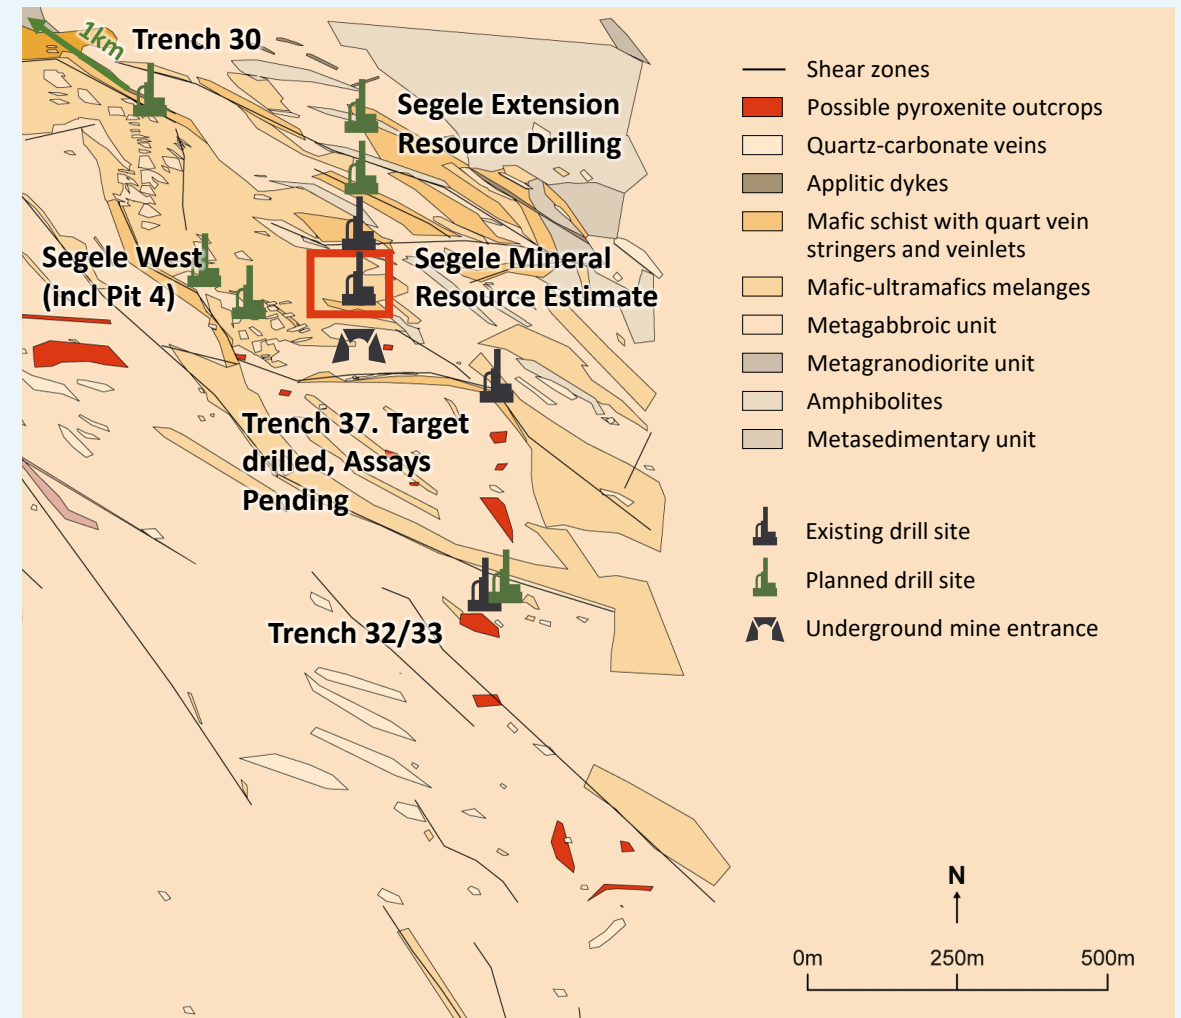 1km
Trench 30
Segele Extension
Resource Drilling
Segele West
(incl Pit 4)
Segele Mineral
Resource Estimate
Trench 37. Target
drilled, Assays
Pending
Trench 32/33
Shear zones
Possible pyroxenite outcrops
Quartz-carbonate veins
Applitic dykes
Mafic schist with quart vein
stringers and veinlets
Mafic-ultramafics melanges
Metagabbroic unit
Metagranodiorite unit
Amphibolites
Metasedimentary unit
Existing drill site
Planned drill site
Underground mine entrance
N
0m 250m 500m